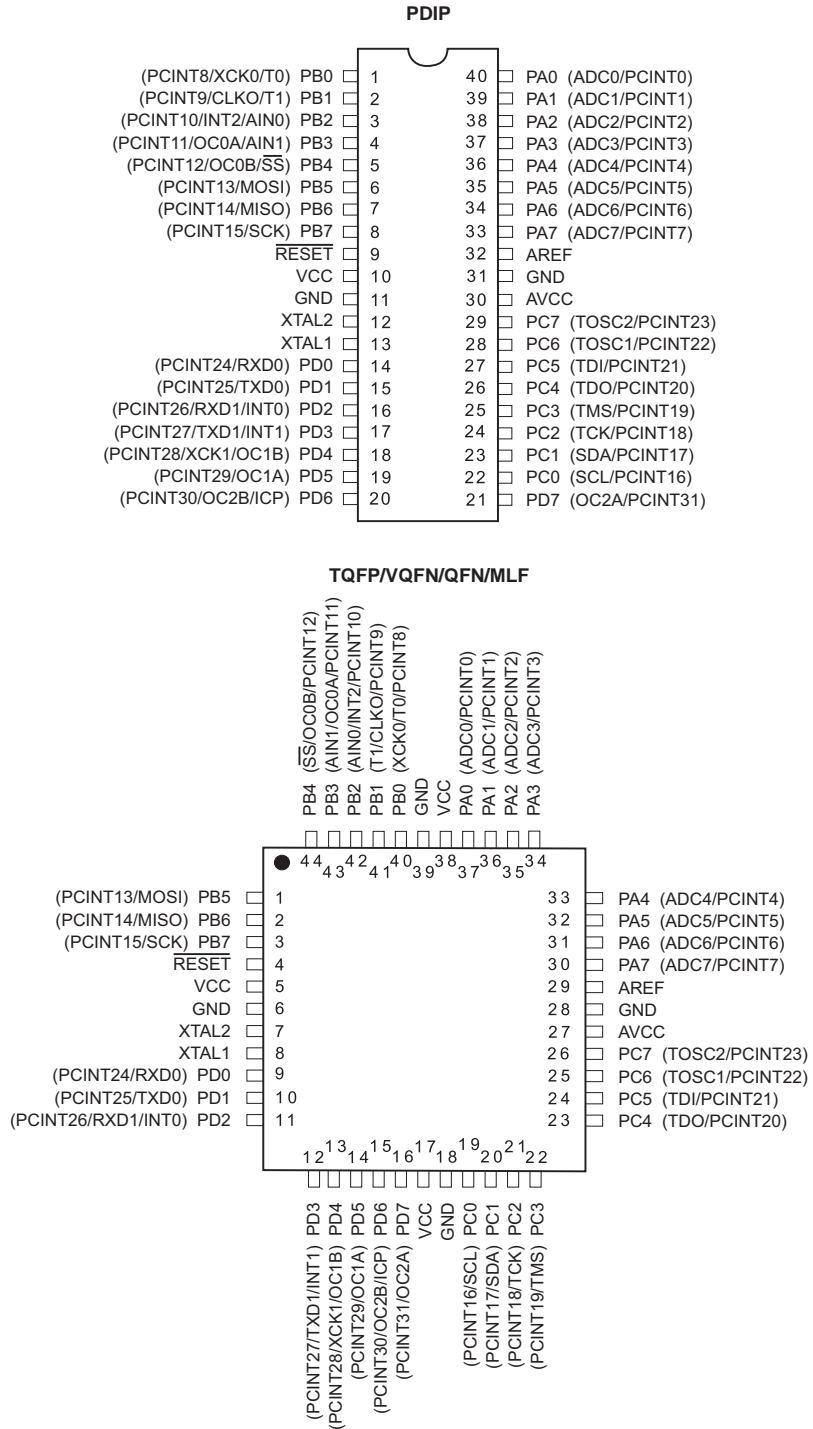 PDIP
(PCINT8/XCK0/T0) PB0 1 40 PA0 (ADC0/PCINT0)
(PCINT9/CLKO/T1) PB1 2 39 PA1 (ADC1/PCINT1)
(PCINT10/INT2/AIN0) PB2 3 38 PA2 (ADC2/PCINT2)
(PCINT11/OC0A/AIN1) PB3 4 37 PA3 (ADC3/PCINT3)
(PCINT12/OC0B/S̅S̅) PB4 5 36 PA4 (ADC4/PCINT4)
(PCINT13/MOSI) PB5 6 35 PA5 (ADC5/PCINT5)
(PCINT14/MISO) PB6 7 34 PA6 (ADC6/PCINT6)
(PCINT15/SCK) PB7 8 33 PA7 (ADC7/PCINT7)
R̅E̅S̅E̅T̅ 9 32 AREF
VCC 10 31 GND
GND 11 30 AVCC
XTAL2 12 29 PC7 (TOSC2/PCINT23)
XTAL1 13 28 PC6 (TOSC1/PCINT22)
(PCINT24/RXD0) PD0 14 27 PC5 (TDI/PCINT21)
(PCINT25/TXD0) PD1 15 26 PC4 (TDO/PCINT20)
(PCINT26/RXD1/INT0) PD2 16 25 PC3 (TMS/PCINT19)
(PCINT27/TXD1/INT1) PD3 17 24 PC2 (TCK/PCINT18)
(PCINT28/XCK1/OC1B) PD4 18 23 PC1 (SDA/PCINT17)
(PCINT29/OC1A) PD5 19 22 PC0 (SCL/PCINT16)
(PCINT30/OC2B/ICP) PD6 20 21 PD7 (OC2A/PCINT31)
TQFP/VQFN/QFN/MLF
PB4 (S̅S̅/OC0B/PCINT12)
PB3 (AIN1/OC0A/PCINT11)
PB2 (AIN0/INT2/PCINT10)
PB1 (T1/CLKO/PCINT9)
PB0 (XCK0/T0/PCINT8)
GND
VCC
PA0 (ADC0/PCINT0)
PA1 (ADC1/PCINT1)
PA2 (ADC2/PCINT2)
PA3 (ADC3/PCINT3)
44 43 42 41 40 39 38 37 36 35 34
(PCINT13/MOSI) PB5 1 33 PA4 (ADC4/PCINT4)
(PCINT14/MISO) PB6 2 32 PA5 (ADC5/PCINT5)
(PCINT15/SCK) PB7 3 31 PA6 (ADC6/PCINT6)
R̅E̅S̅E̅T̅ 4 30 PA7 (ADC7/PCINT7)
VCC 5 29 AREF
GND 6 28 GND
XTAL2 7 27 AVCC
XTAL1 8 26 PC7 (TOSC2/PCINT23)
(PCINT24/RXD0) PD0 9 25 PC6 (TOSC1/PCINT22)
(PCINT25/TXD0) PD1 10 24 PC5 (TDI/PCINT21)
(PCINT26/RXD1/INT0) PD2 11 23 PC4 (TDO/PCINT20)
12 13 14 15 16 17 18 19 20 21 22
(PCINT27/TXD1/INT1) PD3
(PCINT28/XCK1/OC1B) PD4
(PCINT29/OC1A) PD5
(PCINT30/OC2B/ICP) PD6
(PCINT31/OC2A) PD7
VCC
GND
(PCINT16/SCL) PC0
(PCINT17/SDA) PC1
(PCINT18/TCK) PC2
(PCINT19/TMS) PC3